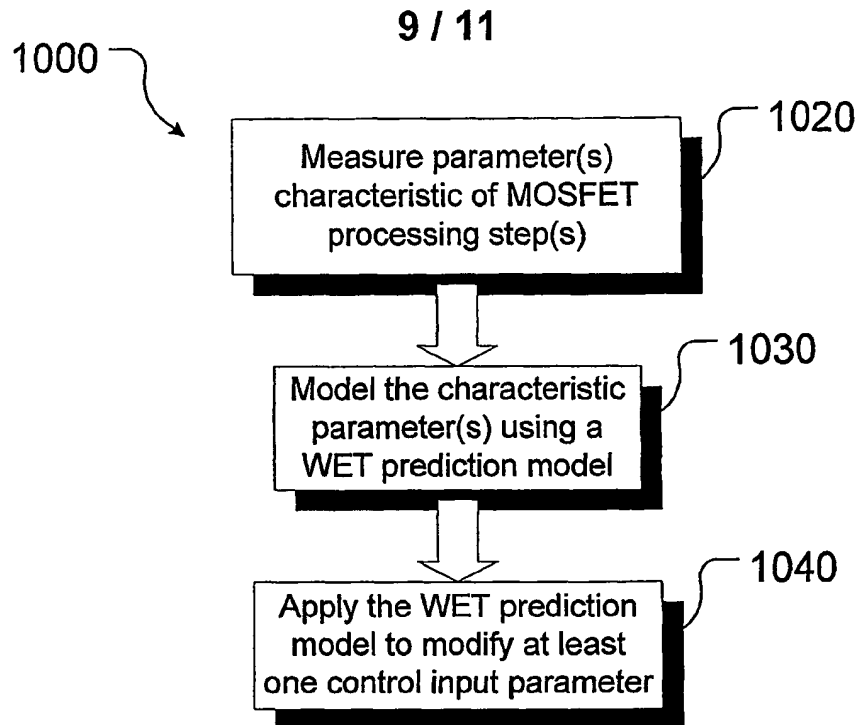 9 / 11
1000
1020
Measure parameter(s)
characteristic of MOSFET
processing step(s)
1030
Model the characteristic
parameter(s) using a
WET prediction model
1040
Apply the WET prediction
model to modify at least
one control input parameter